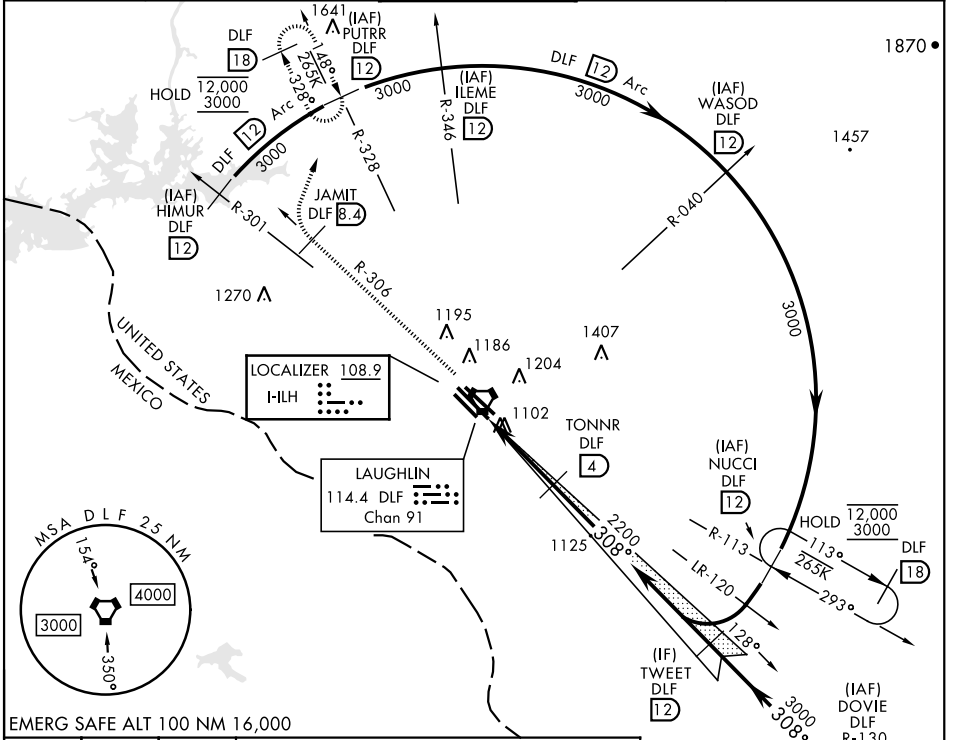 1641
(IAF)
PUTRR
DLF
12
DLF
18
HOLD
12,000
3000
148°
265K
328°
DLF 12 Arc
3000
3000
R-346
(IAF)
ILEME
DLF
12
DLF 12 Arc
3000
1870
(IAF)
WASOD
DLF
12
1457
R-328
R-040
(IAF)
HIMUR
DLF
12
R-301
JAMIT
DLF 8.4
R-306
1270
1195
1186
1204
1407
3000
UNITED STATES
MEXICO
LOCALIZER 108.9
I-ILH
1102
LAUGHLIN
114.4 DLF
Chan 91
TONNR
DLF
4
(IAF)
NUCCI
DLF
12
HOLD
12,000
3000
DLF
18
R-113
113°
265K
293°
LR-120
2200
308°
1125
128°
MSA DLF 25 NM
154°
4000
3000
350°
(IF)
TWEET
DLF
12
3000
308°
(IAF)
DOVIE
DLF
R-130
EMERG SAFE ALT 100 NM 16,000